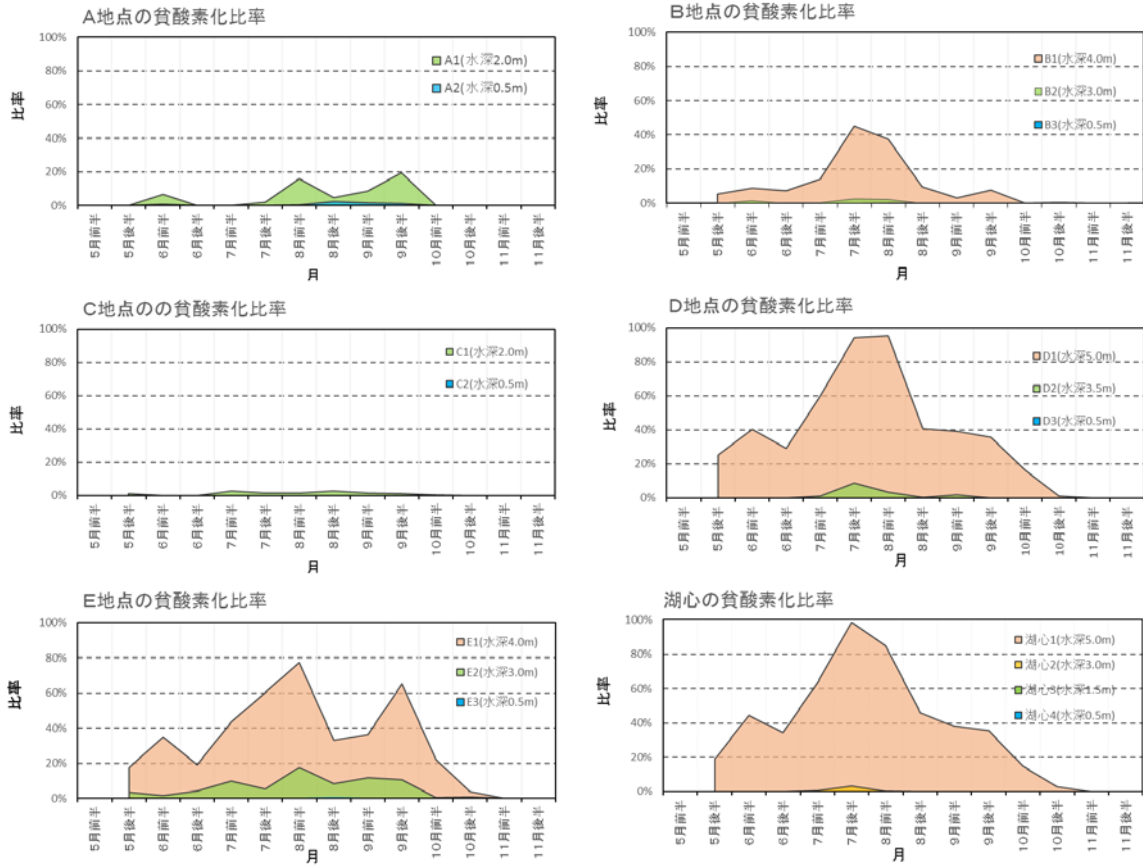 A地点の貧酸素化比率
100%
80%
60%
40%
20%
0%
比率
A1(水深2.0m)
A2(水深0.5m)
5月前半
5月後半
6月前半
6月後半
7月前半
7月後半
8月前半
8月後半
9月前半
9月後半
10月前半
10月後半
11月前半
11月後半
月
B地点の貧酸素化比率
100%
80%
60%
40%
20%
0%
比率
B1(水深4.0m)
B2(水深3.0m)
B3(水深0.5m)
5月前半
5月後半
6月前半
6月後半
7月前半
7月後半
8月前半
8月後半
9月前半
9月後半
10月前半
10月後半
11月前半
11月後半
月
C地点のの貧酸素化比率
100%
80%
60%
40%
20%
0%
比率
C1(水深2.0m)
C2(水深0.5m)
5月前半
5月後半
6月前半
6月後半
7月前半
7月後半
8月前半
8月後半
9月前半
9月後半
10月前半
10月後半
11月前半
11月後半
月
D地点の貧酸素化比率
100%
80%
60%
40%
20%
0%
比率
D1(水深5.0m)
D2(水深3.5m)
D3(水深0.5m)
5月前半
5月後半
6月前半
6月後半
7月前半
7月後半
8月前半
8月後半
9月前半
9月後半
10月前半
10月後半
11月前半
11月後半
月
E地点の貧酸素化比率
100%
80%
60%
40%
20%
0%
比率
E1(水深4.0m)
E2(水深3.0m)
E3(水深0.5m)
5月前半
5月後半
6月前半
6月後半
7月前半
7月後半
8月前半
8月後半
9月前半
9月後半
10月前半
10月後半
11月前半
11月後半
月
湖心の貧酸素化比率
100%
80%
60%
40%
20%
0%
比率
湖心1(水深5.0m)
湖心2(水深3.0m)
湖心3(水深1.5m)
湖心4(水深0.5m)
5月前半
5月後半
6月前半
6月後半
7月前半
7月後半
8月前半
8月後半
9月前半
9月後半
10月前半
10月後半
11月前半
11月後半
月